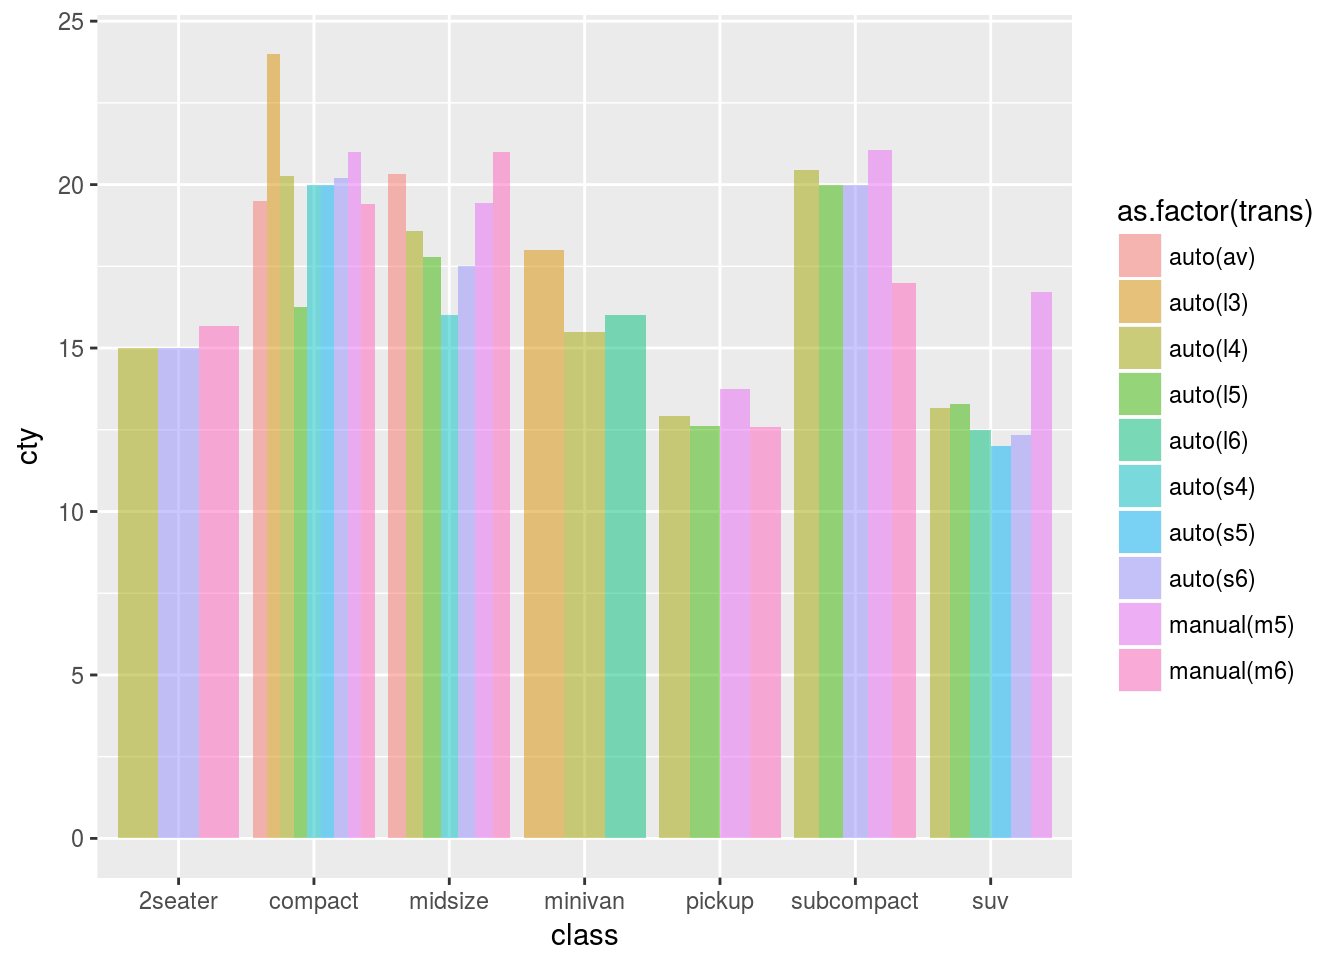 25
20
15
10
5
0
cty
2seater compact midsize minivan pickup subcompact suv
class
as.factor(trans)
auto(av)
auto(l3)
auto(l4)
auto(l5)
auto(l6)
auto(s4)
auto(s5)
auto(s6)
manual(m5)
manual(m6)